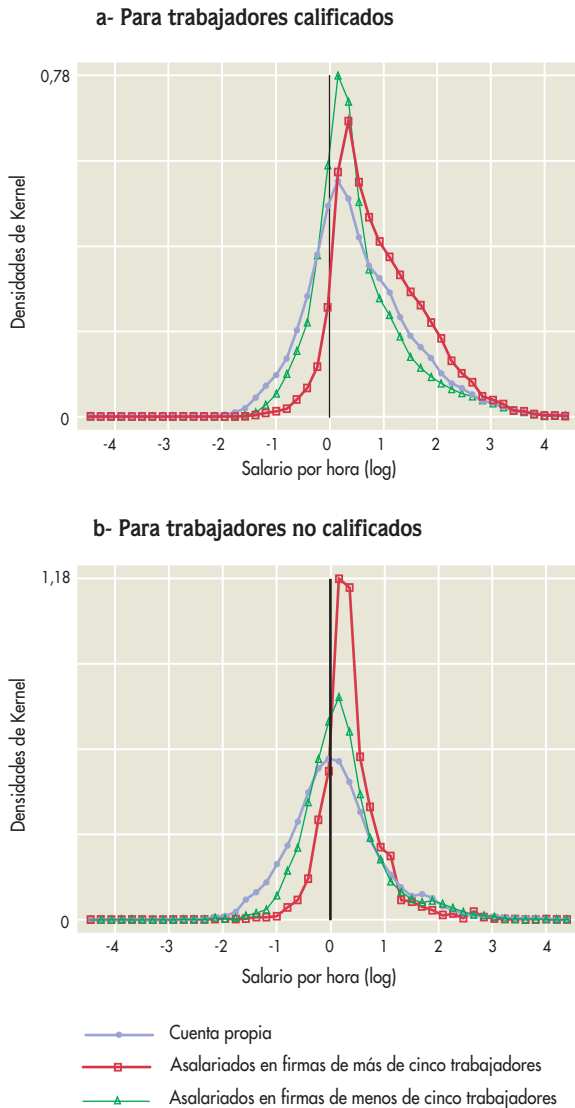 a- Para trabajadores calificados
0,78
Densidades de Kernel
0
-4 -3 -2 -1 0 1 2 3 4
Salario por hora (log)
b- Para trabajadores no calificados
1,18
Densidades de Kernel
0
-4 -3 -2 -1 0 1 2 3 4
Salario por hora (log)
Cuenta propia
Asalariados en firmas de más de cinco trabajadores
Asalariados en firmas de menos de cinco trabajadores